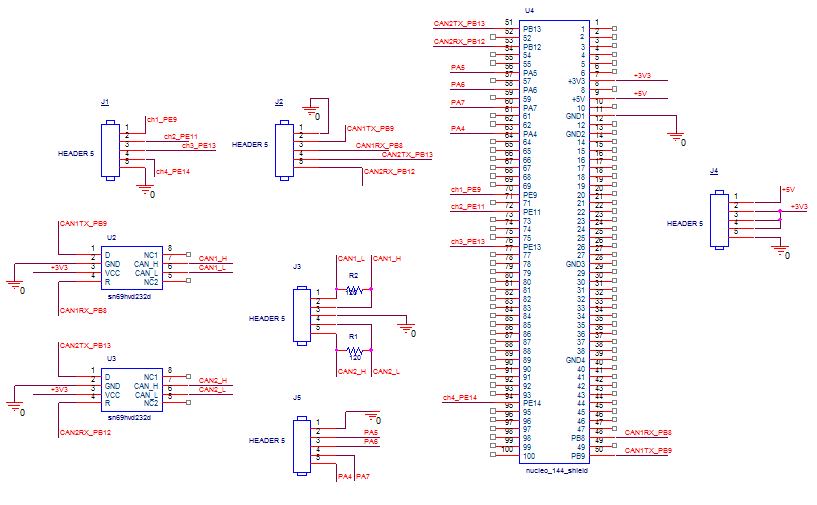 U4
CAN2TX_PB13
CAN2RX_PB12
PA5
PA6
PA7
PA4
ch1_PE9
ch2_PE11
ch3_PE13
ch4_PE14
51 PB13
52 52
53 PB12
54 54
55 55
56 PA5
57 57
58 PA6
59 59
60 PA7
61 61
62 62
63 PA4
64 64
65 65
66 66
67 67
68 68
69 69
70 PE9
71 71
72 PE11
73 73
74 74
75 75
76 PE13
77 77
78 78
79 79
80 80
81 81
82 82
83 83
84 84
85 85
86 86
87 87
88 88
89 89
90 90
91 91
92 92
93 93
94 PE14
95 95
96 96
97 97
98 98
99 99
100 100
1 1
2 2
3 3
4 4
5 5
6 6
+3V3 7 +3V3
8 8
+5V 9 +5V
10 10
GND1 11 0
12 12
GND2 13
14 14
15 15
16 16
17 17
18 18
19 19
20 20
21 21
22 22
23 23
24 24
25 25
26 26
27 27
GND3 28
29 29
30 30
31 31
32 32
33 33
34 34
35 35
36 36
37 37
38 38
GND4 39
40 40
41 41
42 42
43 43
44 44
45 45
46 46
47 47
PB8 48 CAN1RX_PB8
49 49
PB9 50 CAN1TX_PB9
nucleo_144_shield
J1
HEADER 5
1
2
3
4
5
ch1_PE9
ch2_PE11
ch3_PE13
ch4_PE14
0
J2
HEADER 5
1
2
3
4
5
0
CAN1TX_PB9
CAN1RX_PB8
CAN2TX_PB13
CAN2RX_PB12
J4
HEADER 5
1
2
3
4
5
+5V
+3V3
0
CAN1TX_PB9
U2
1 D NC1 8
2 GND CAN_H 7 CAN1_H
+3V3 3 VCC CAN_L 6 CAN1_L
4 R NC2 5
0
sn69hvd232d
CAN1RX_PB8
J3
HEADER 5
1
2
3
4
5
CAN1_L
CAN1_H
R2
120
0
R1
120
CAN2_H
CAN2_L
CAN2TX_PB13
U3
1 D NC1 8
2 GND CAN_H 7 CAN2_H
+3V3 3 VCC CAN_L 6 CAN2_L
4 R NC2 5
0
sn69hvd232d
CAN2RX_PB12
J5
HEADER 5
1
2
3
4
5
0
PA5
PA6
PA4
PA7